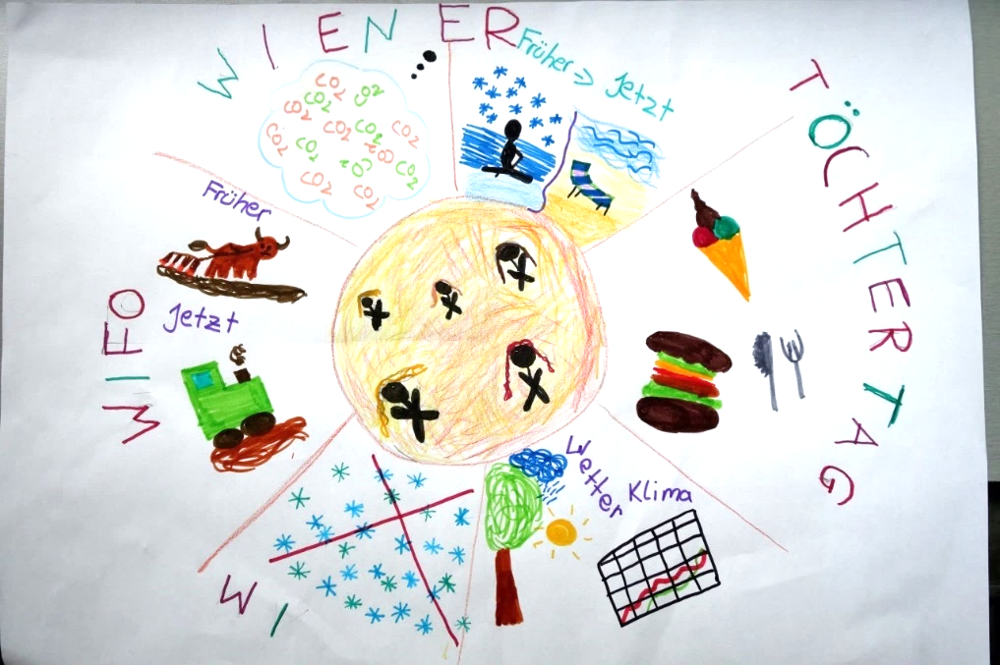 WIENER
TÖCHTERTAG
CO2 CO2
CO2 CO2
CO2 CO2 CO2
CO2 CO2 CO2
CO2 CO2
CO2 CO2
Früher => Jetzt
Früher
Jetzt
WIFO
Wetter
Klima
WI